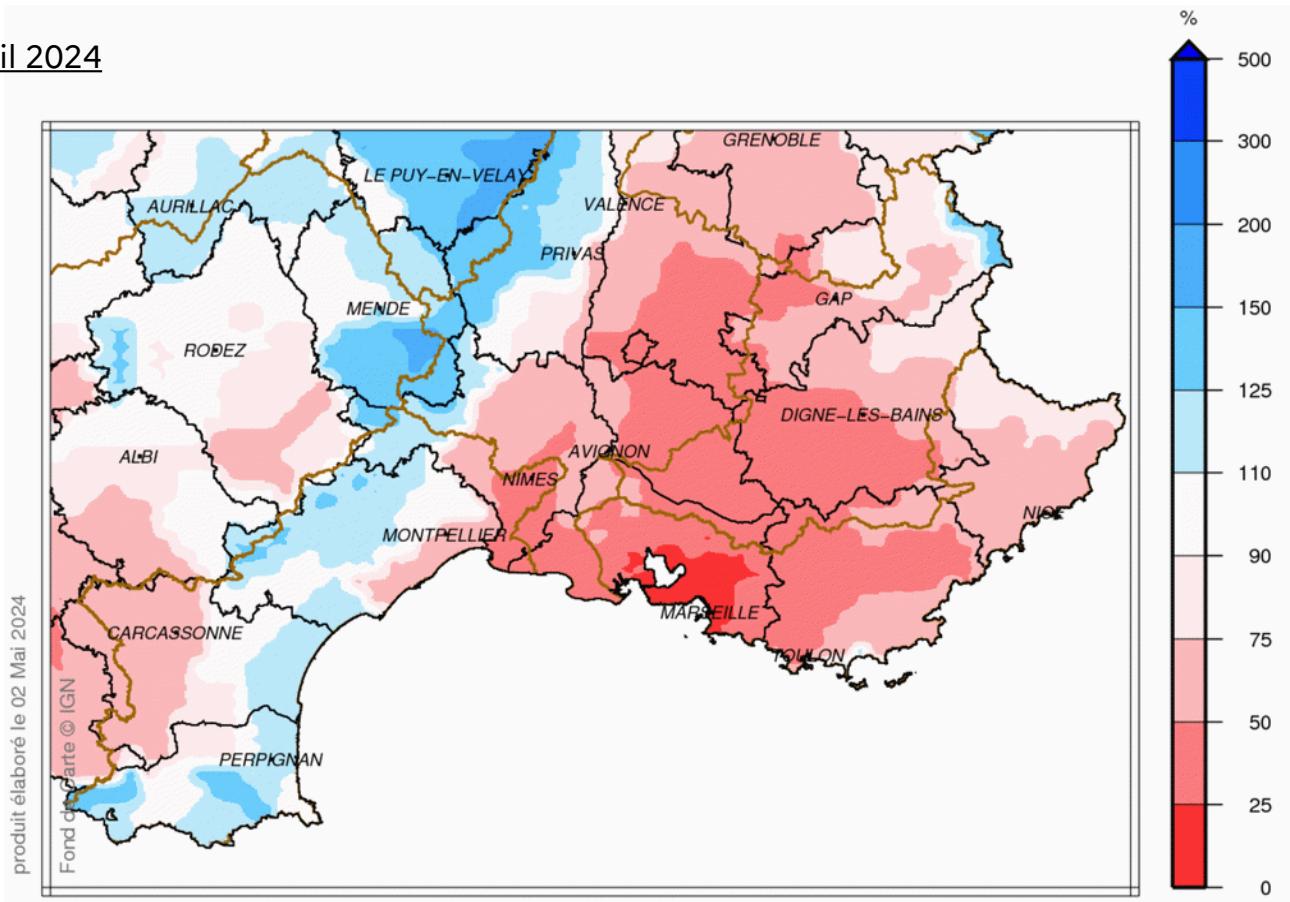 %
il 2024
500
GRENOBLE
300
LE PUY-EN-VELAY
AURILLAC
VALENCE
200
PRIVAS
MENDE
GAP
150
RODEZ
125
DIGNE-LES-BAINS
ALBI
AVIGNON
110
NIMES
NICE
MONTPELLIER
90
MARSEILLE
CARCASSONNE
75
TOULON
50
PERPIGNAN
25
0
produit élaboré le 02 Mai 2024
Fond de Carte © IGN